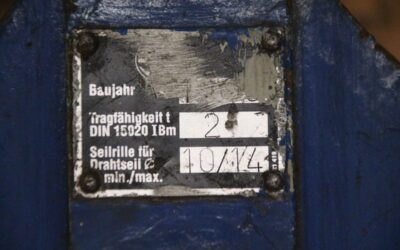 Baujahr
Tragfähigkeit t
DIN 15020 IBm 2
Seilrille für
Drahtseil Ø 10/14
min./max.